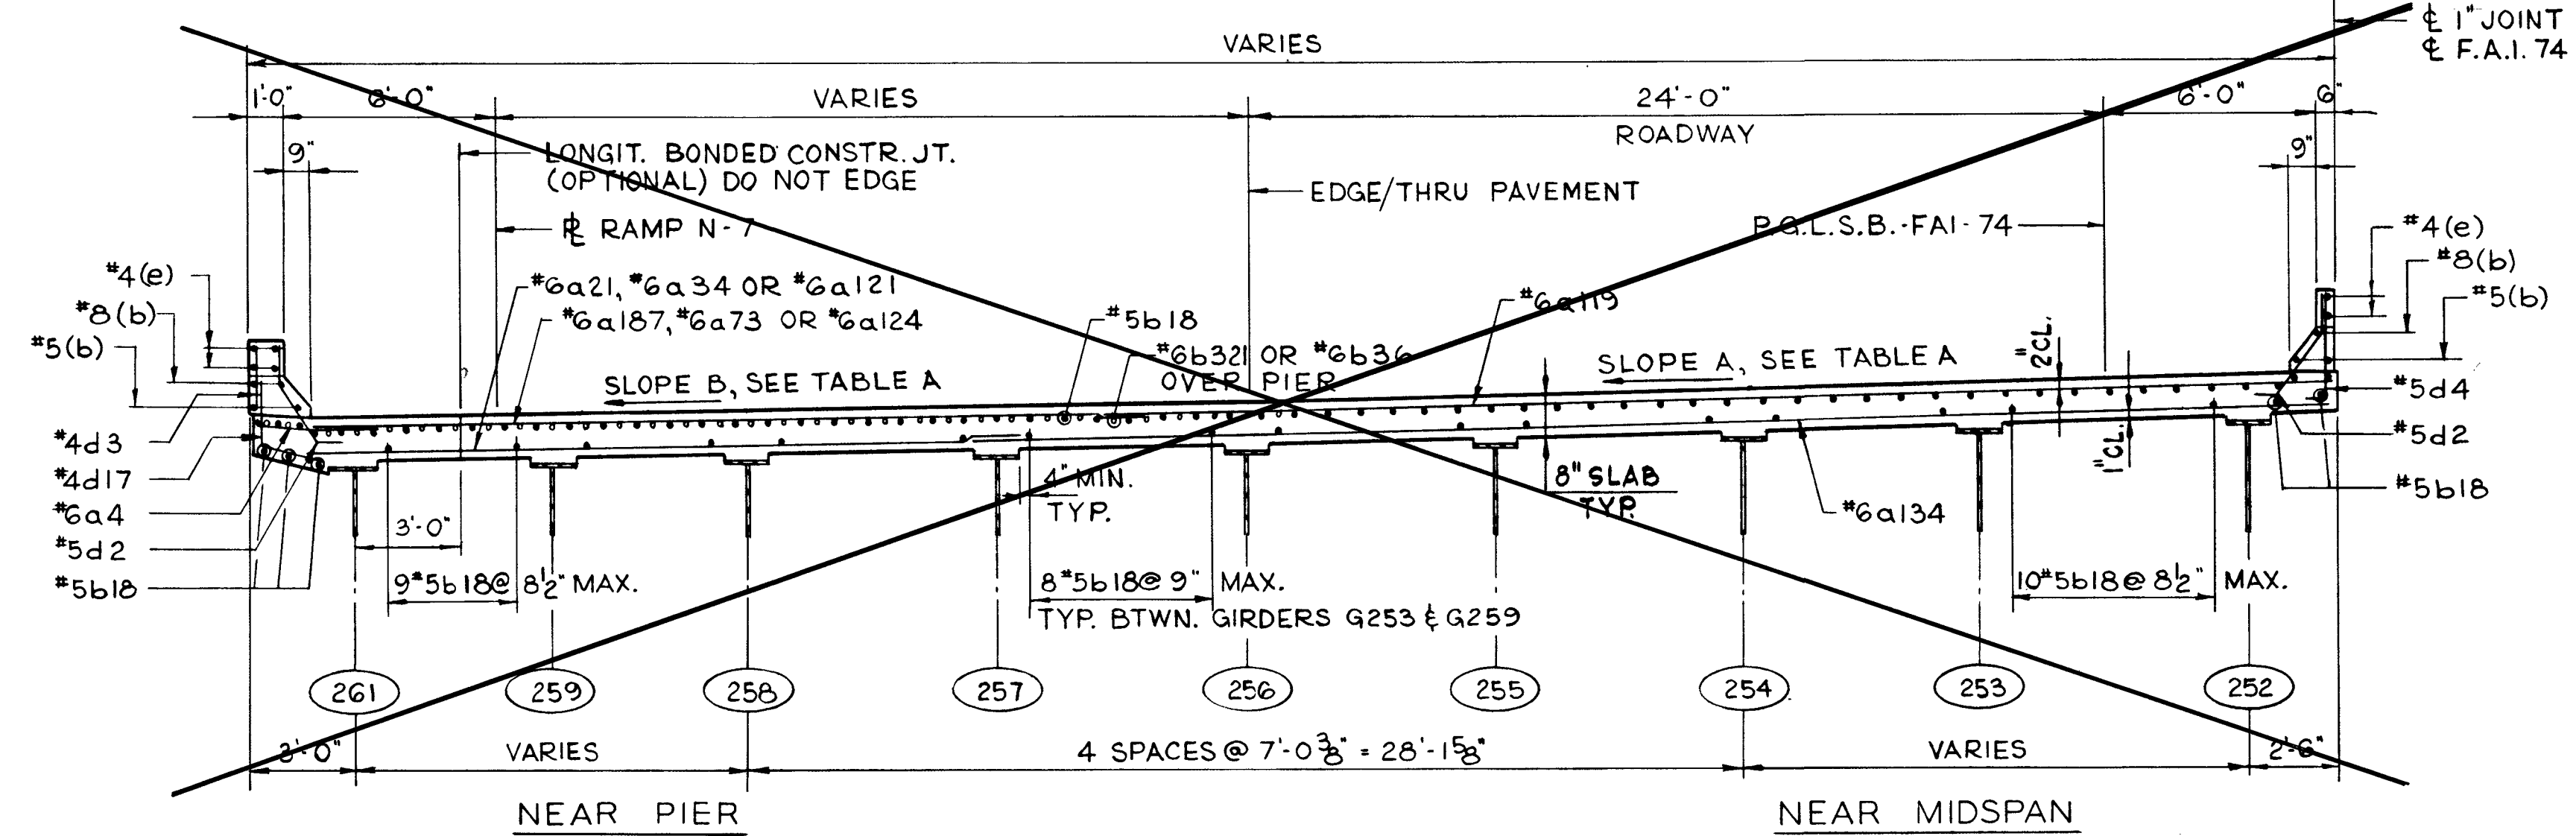 ℄ 1" JOINT
℄ F.A.I. 74
VARIES
1'-0"
6'-0"
VARIES
24'-0"
6'-0"
6"
ROADWAY
9"
9"
LONGIT. BONDED CONSTR. JT.
(OPTIONAL) DO NOT EDGE
EDGE/THRU PAVEMENT
RAMP N-7
P.G.L.S.B.-FAI-74
#4(e)
#8(b)
#5(b)
#4(e)
#8(b)
#5(b)
#6a21, #6a34 OR #6a121
#6a187, #6a73 OR #6a124
#5b18
#6a119
#6b321 OR #6b36
OVER PIER
SLOPE B, SEE TABLE A
SLOPE A, SEE TABLE A
2" CL.
1" CL.
#4d3
#4d17
#6a4
#5d2
#5b18
#5d4
#5d2
#5b18
4" MIN.
TYP.
8" SLAB
TYP.
#6a134
3'-0"
9#5b18@ 8½" MAX.
8#5b18@ 9" MAX.
TYP. BTWN. GIRDERS G253 & G259
10#5b18@ 8½" MAX.
261
259
258
257
256
255
254
253
252
3'-0"
VARIES
4 SPACES @ 7'-0⅜" = 28'-1⅝"
VARIES
2'-6"
NEAR PIER
NEAR MIDSPAN